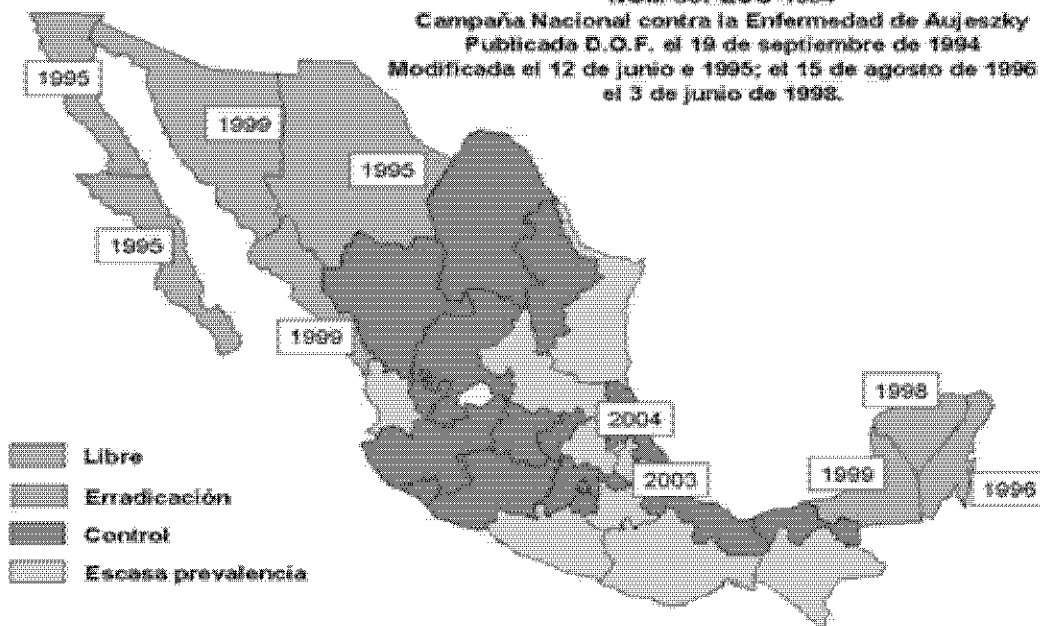 Campaña Nacional contra la Enfermedad de Aujeszky
Publicada D.O.F. el 19 de septiembre de 1994
Modificada el 12 de junio e 1995; el 15 de agosto de 1996
el 3 de junio de 1998.
1995
1999
1995
1995
1999
1998
2004
1999
2003
1996
Libre
Erradicación
Control
Escasa prevalencia